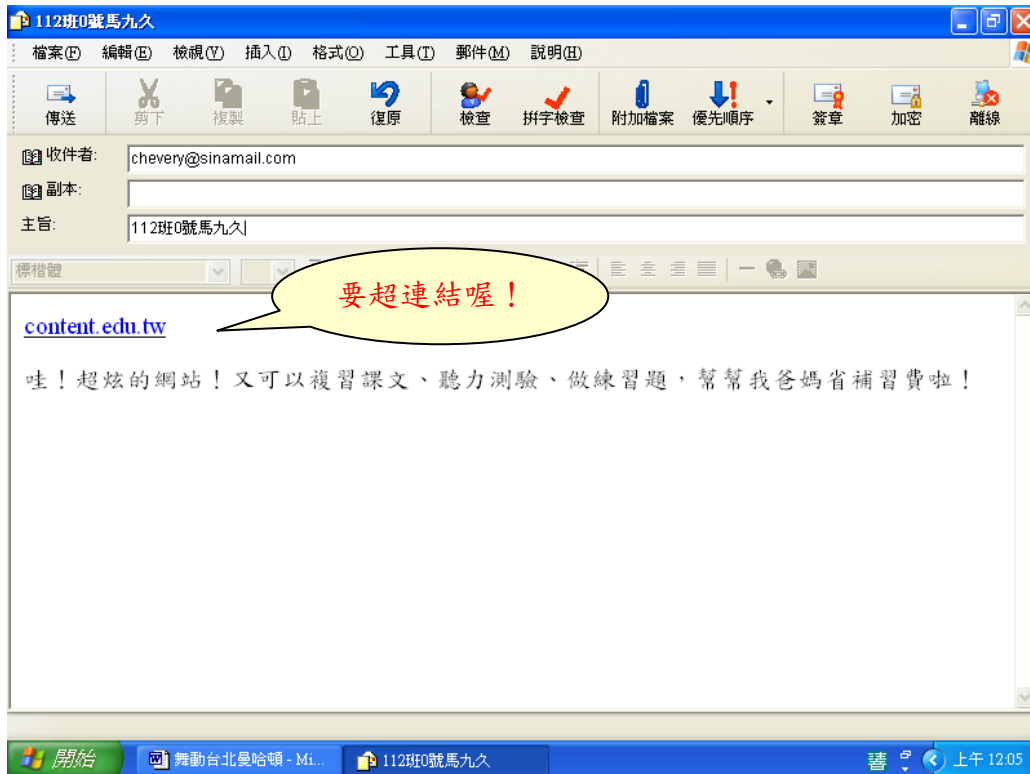 112班0號馬九久
檔案(F) 編輯(E) 檢視(V) 插入(I) 格式(O) 工具(T) 郵件(M) 說明(H)
傳送 剪下 複製 貼上 復原 檢查 拼字檢查 附加檔案 優先順序 簽章 加密 離線
收件者: chevery@sinamail.com
副本:
主旨: 112班0號馬九久
標楷體
要超連結喔！
content.edu.tw
哇！超炫的網站！又可以複習課文、聽力測驗、做練習題，幫幫我爸媽省補習費啦！
開始 舞動台北曼哈頓 - Mi... 112班0號馬九久 上午 12:05